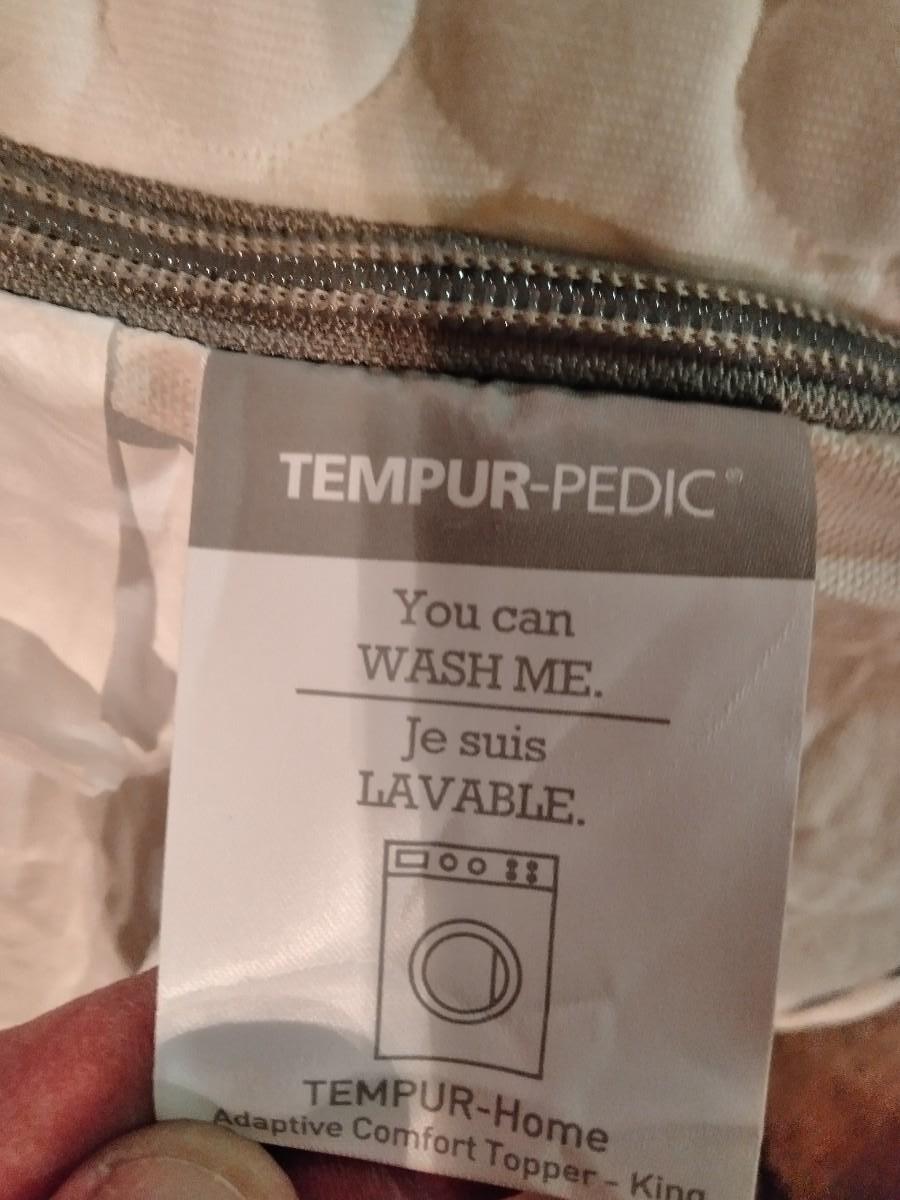 TEMPUR-PEDIC®
You can
WASH ME.
Je suis
LAVABLE.
TEMPUR-Home
Adaptive Comfort Topper - King